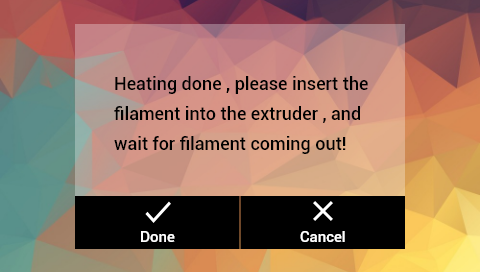 Heating done , please insert the
filament into the extruder , and
wait for filament coming out!
Done
Cancel